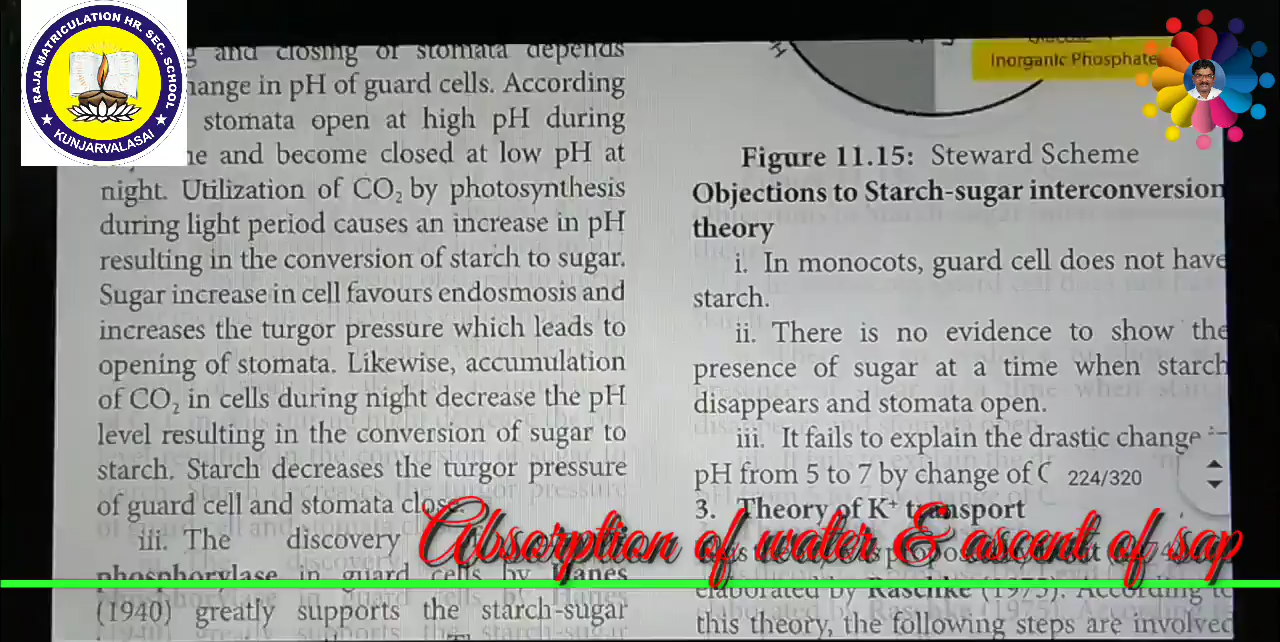 RAJA MATRICULATION HR. SEC. SCHOOL
★ KUNJARVALASAI ★
and closing of stomata depends
hange in pH of guard cells. According
stomata open at high pH during
and become closed at low pH at
night. Utilization of CO₂ by photosynthesis
during light period causes an increase in pH
resulting in the conversion of starch to sugar.
Sugar increase in cell favours endosmosis and
increases the turgor pressure which leads to
opening of stomata. Likewise, accumulation
of CO₂ in cells during night decrease the pH
level resulting in the conversion of sugar to
starch. Starch decreases the turgor pressure
of guard cell and stomata close.
iii. The discovery
phosphorylase in guard cells by Hanes
(1940) greatly supports the starch-sugar
Inorganic Phosphate
Figure 11.15: Steward Scheme
Objections to Starch-sugar interconversion
theory
i. In monocots, guard cell does not have
starch.
ii. There is no evidence to show the
presence of sugar at a time when starch
disappears and stomata open.
iii. It fails to explain the drastic change
pH from 5 to 7 by change of
224/320
3. Theory of K⁺ transport
elaborated by Raschke (1975). According to
this theory, the following steps are involved
Absorption of water & ascent of sap